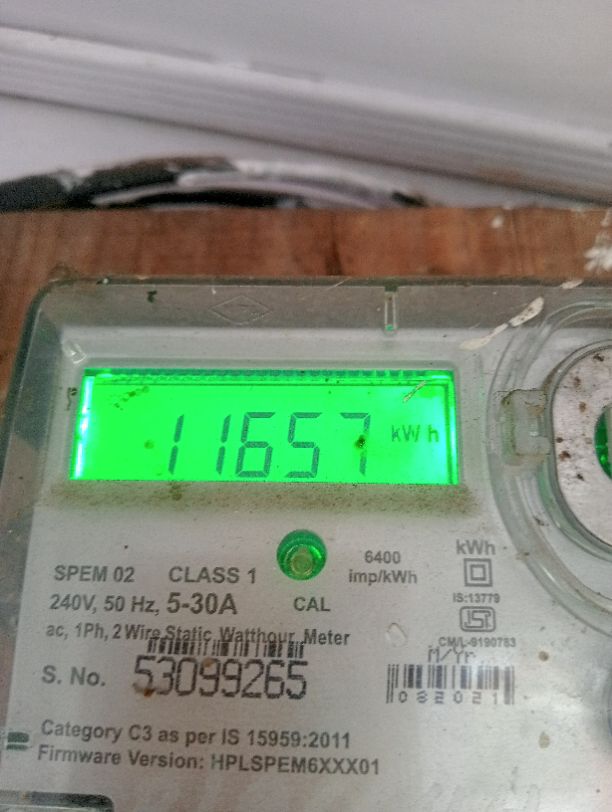 11657 kWh
SPEM 02 CLASS 1
6400
imp/kWh
kWh
240V, 50 Hz, 5-30A
CAL
IS:13779
ac, 1Ph, 2 Wire Static Watthour Meter
CM/L-9190783
M/Yr
S. No. 53099265
082021
Category C3 as per IS 15959:2011
Firmware Version: HPLSPEM6XXX01